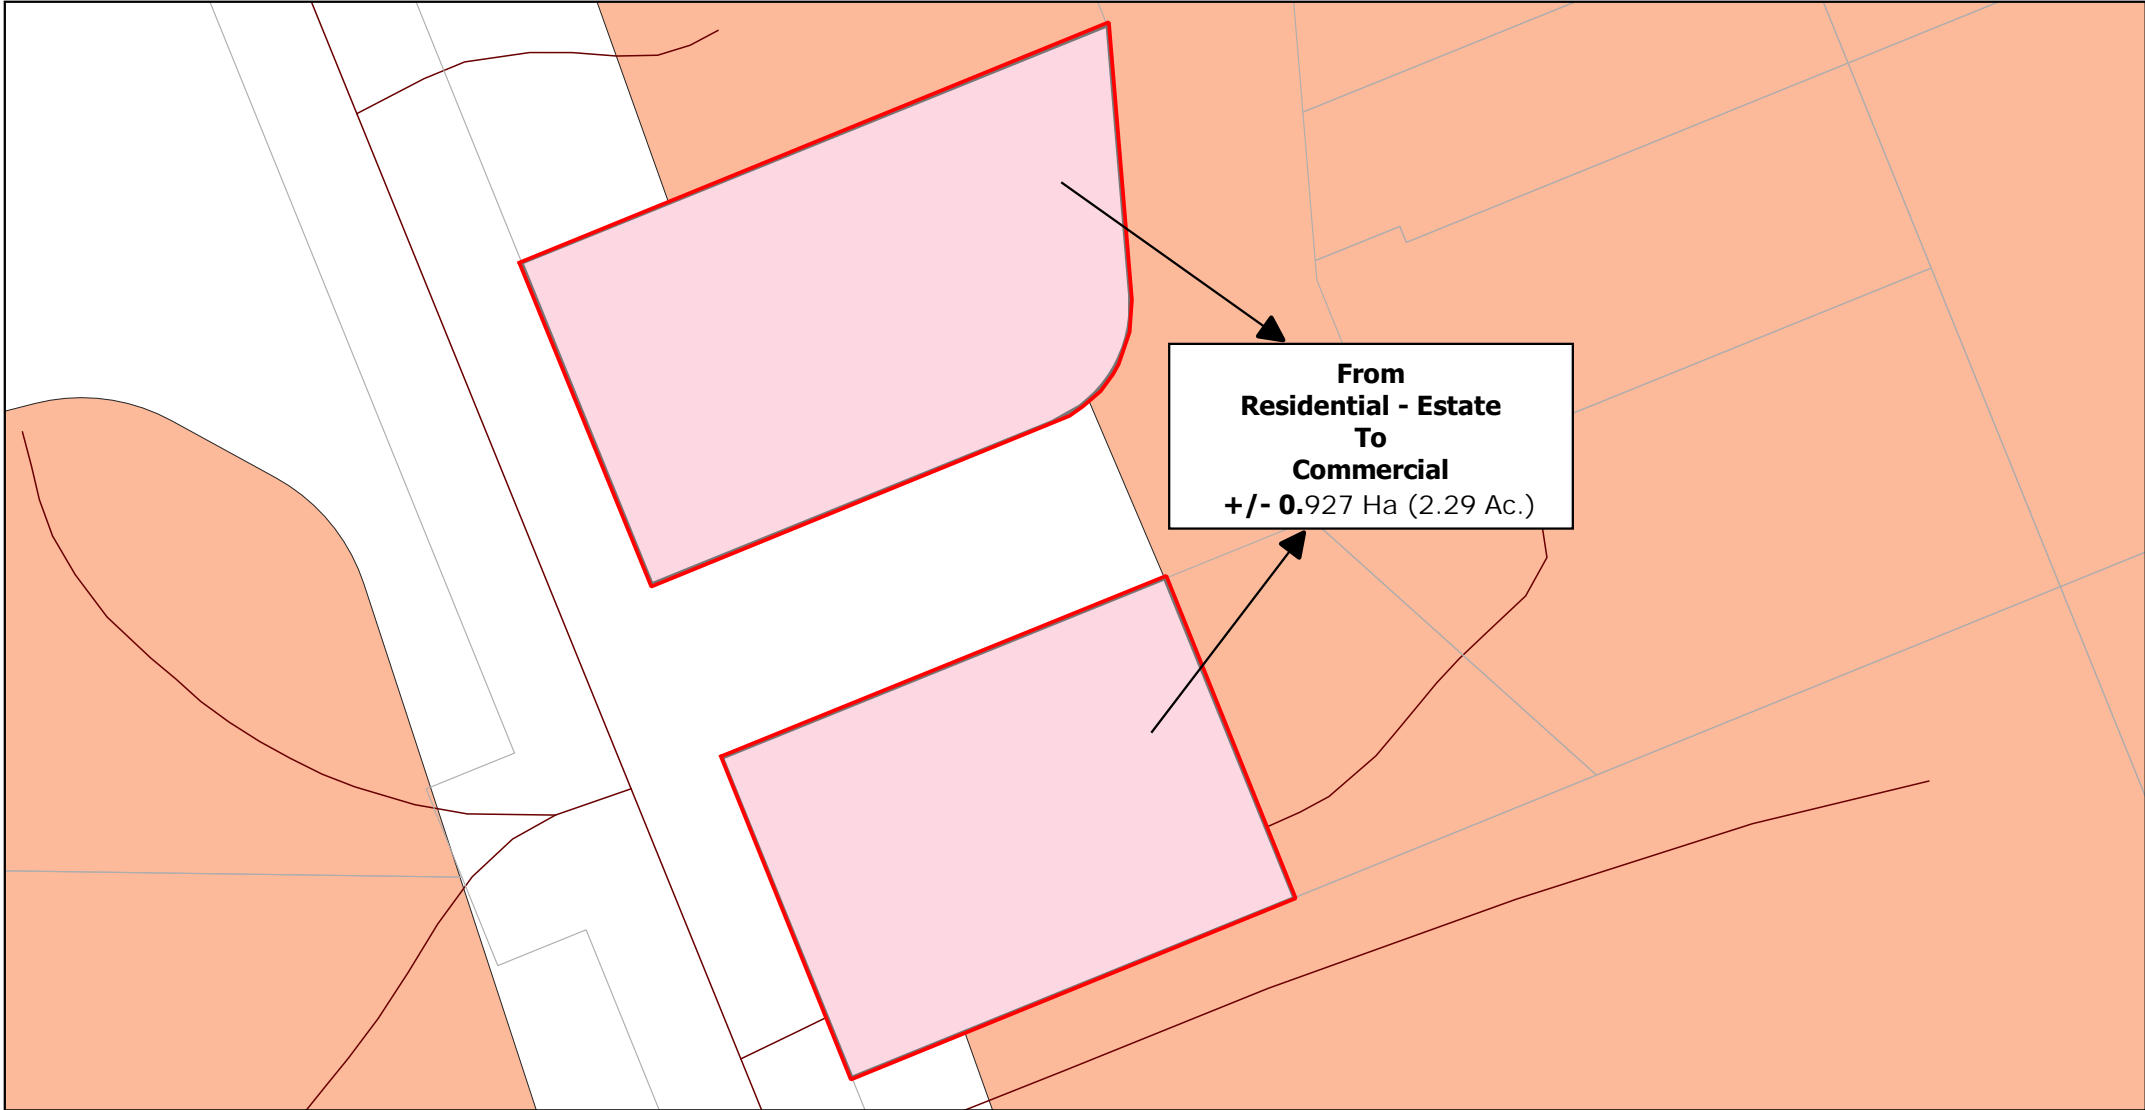 From
Residential - Estate
To
Commercial
+/- 0.927 Ha (2.29 Ac.)